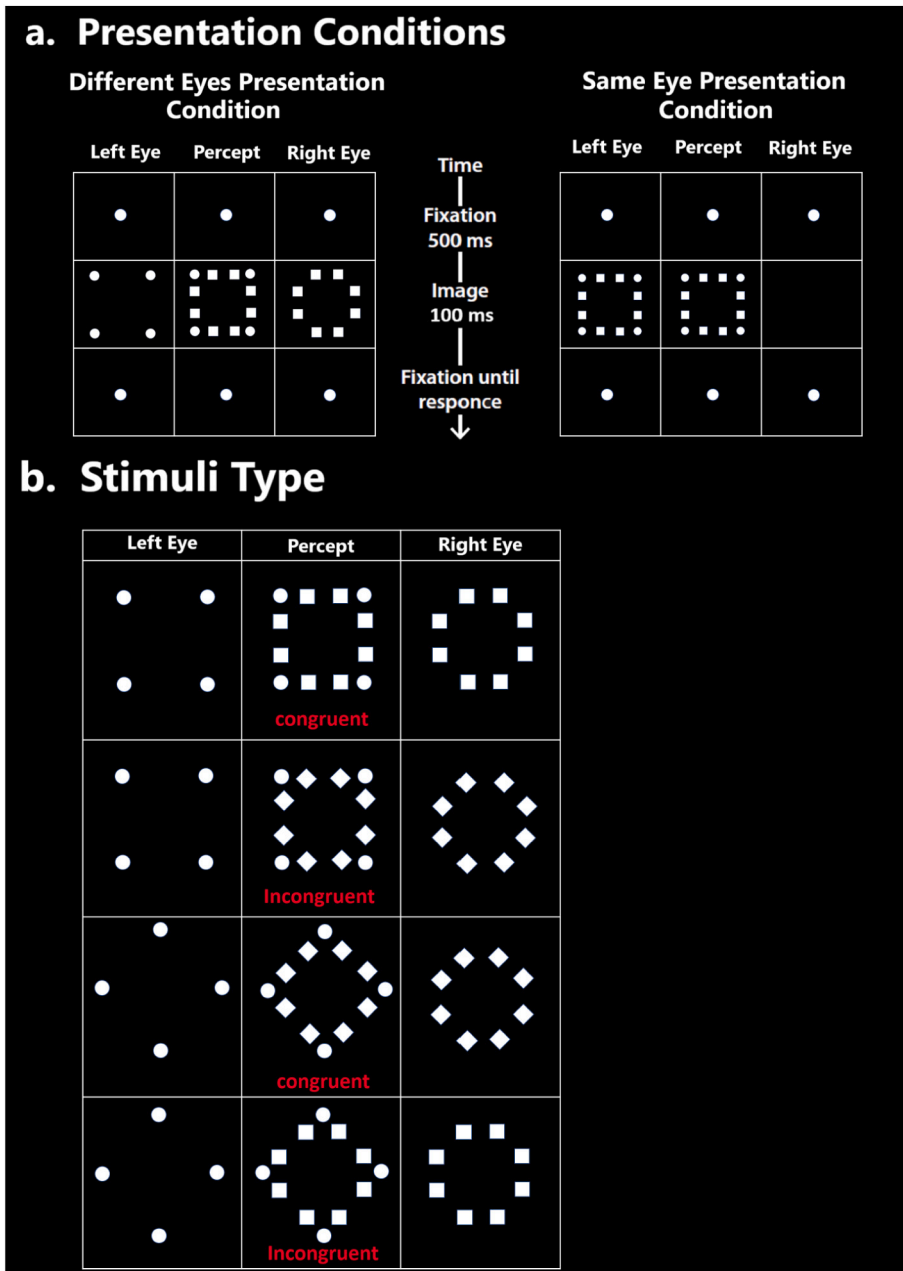 a. Presentation Conditions
Different Eyes Presentation
Condition
Same Eye Presentation
Condition
Left Eye Percept Right Eye
Time
Left Eye Percept Right Eye
Fixation
500 ms
Image
100 ms
Fixation until
responce
b. Stimuli Type
Left Eye Percept Right Eye
congruent
Incongruent
congruent
Incongruent